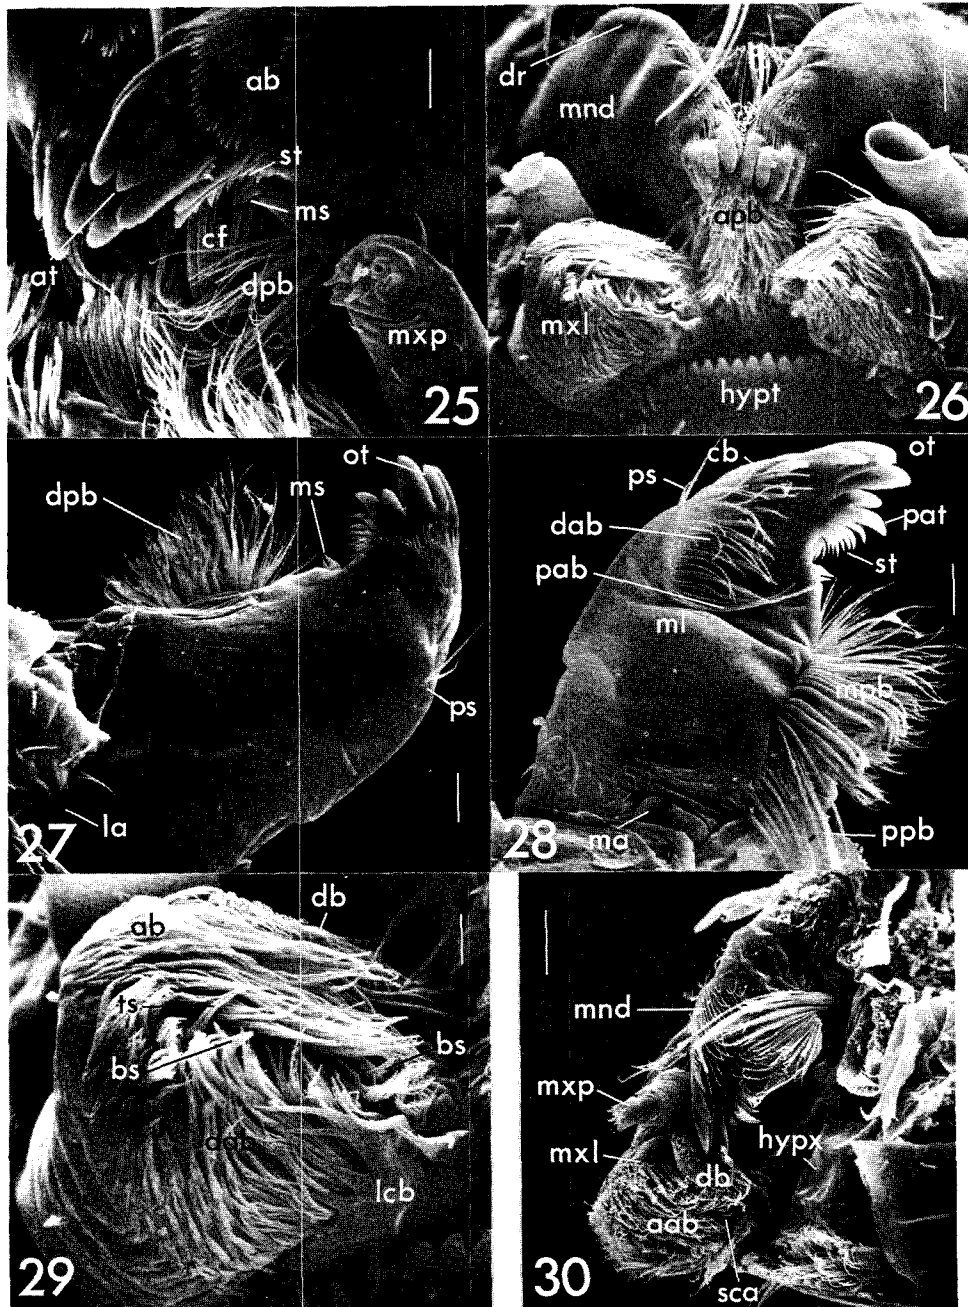 ab
st
ms
cf
at
dpb
mxp
25
dr
mnd
apb
mxl
hypt
26
ot
ms
dpb
ps
la
27
cb
ot
ps
dab
pat
pab
st
ml
mpb
ma
ppb
28
db
ab
ts
bs
bs
lcb
29
mnd
mxp
hypx
mxl
db
aab
sca
30